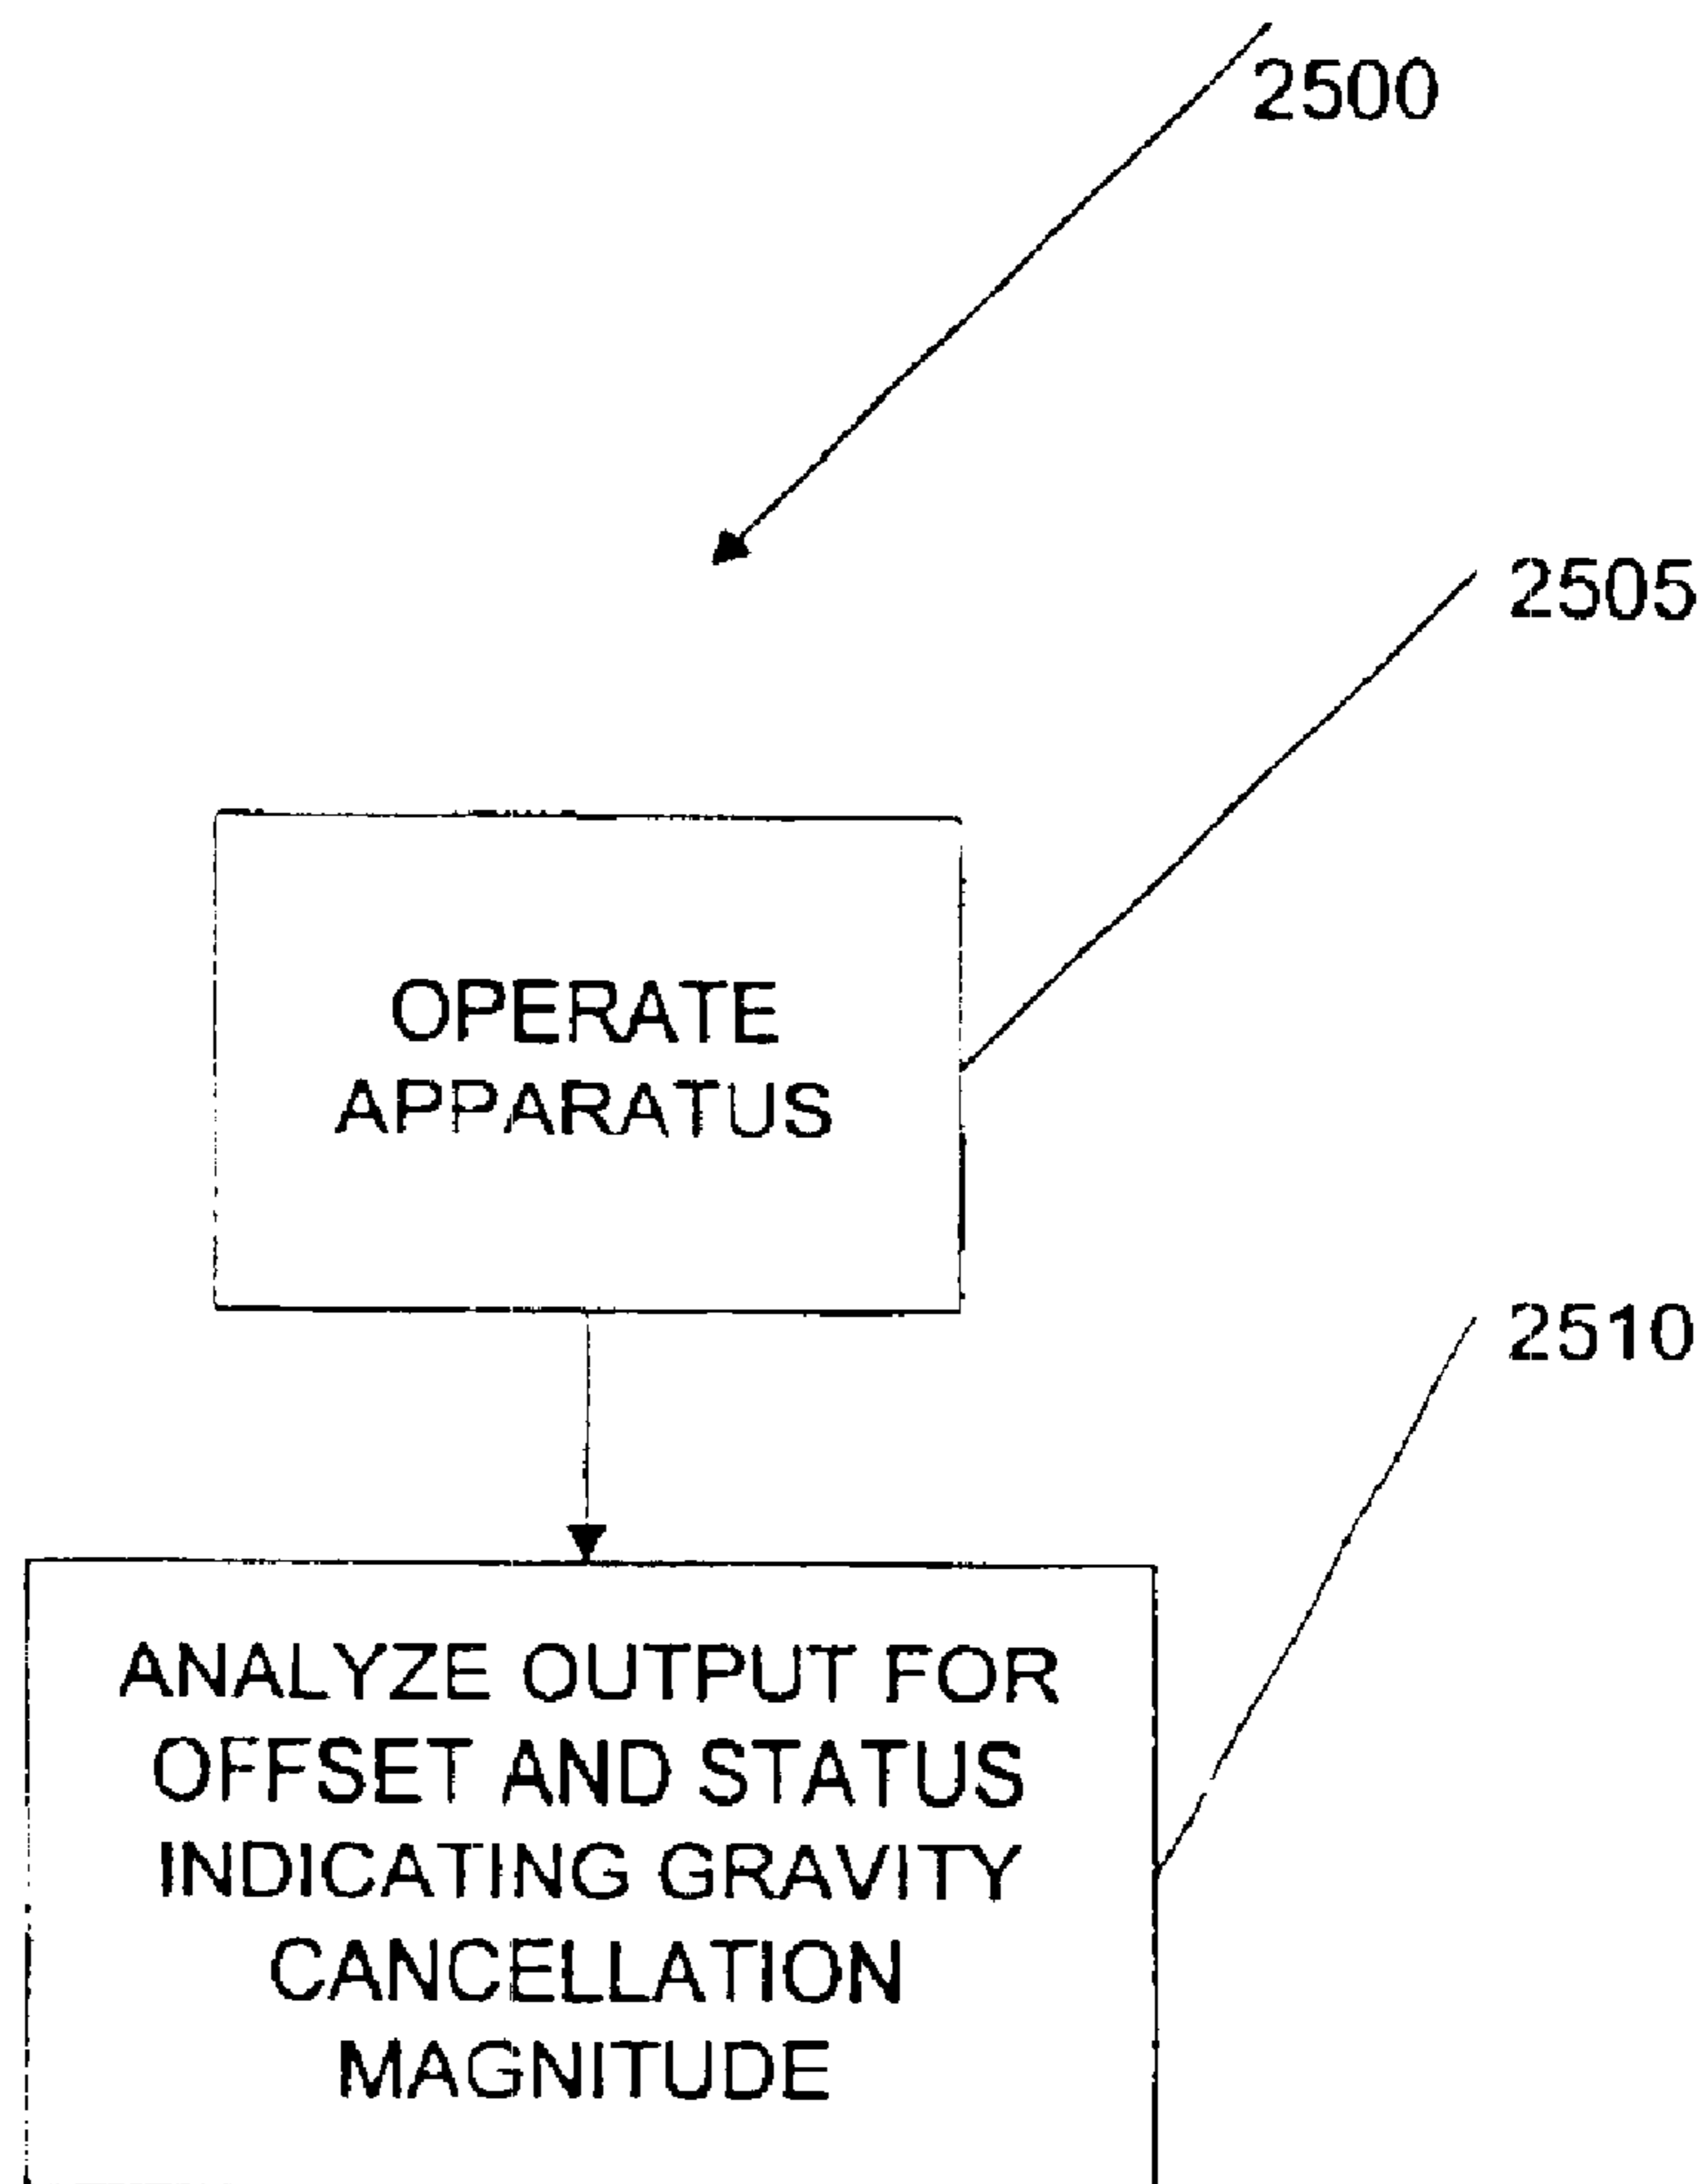 2500
2505
OPERATE
APPARATUS
2510
ANALYZE OUTPUT FOR
OFFSET AND STATUS
INDICATING GRAVITY
CANCELLATION
MAGNITUDE